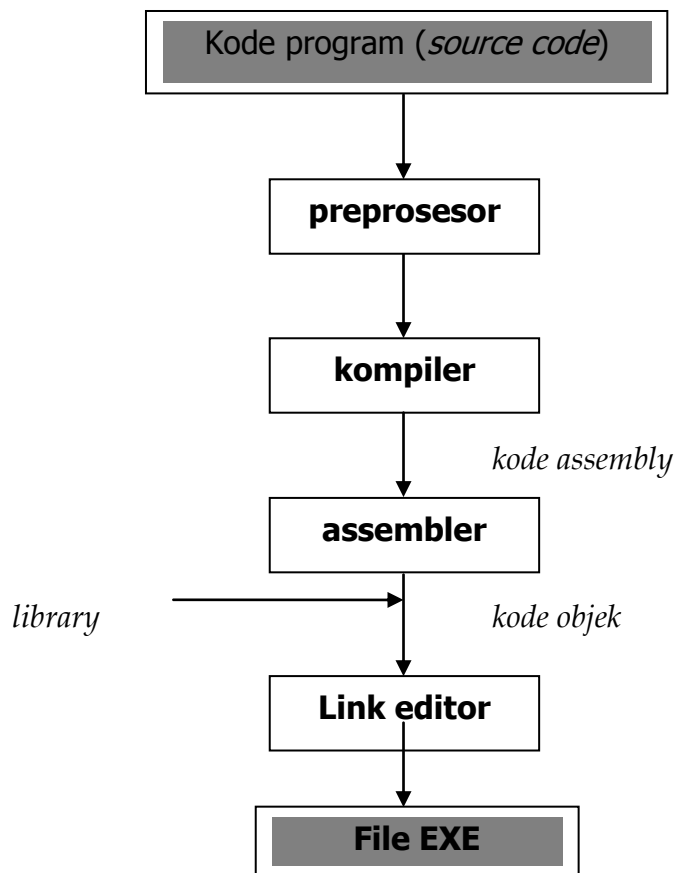 Kode program (source code)
preprosesor
kompiler
kode assembly
assembler
library
kode objek
Link editor
File EXE